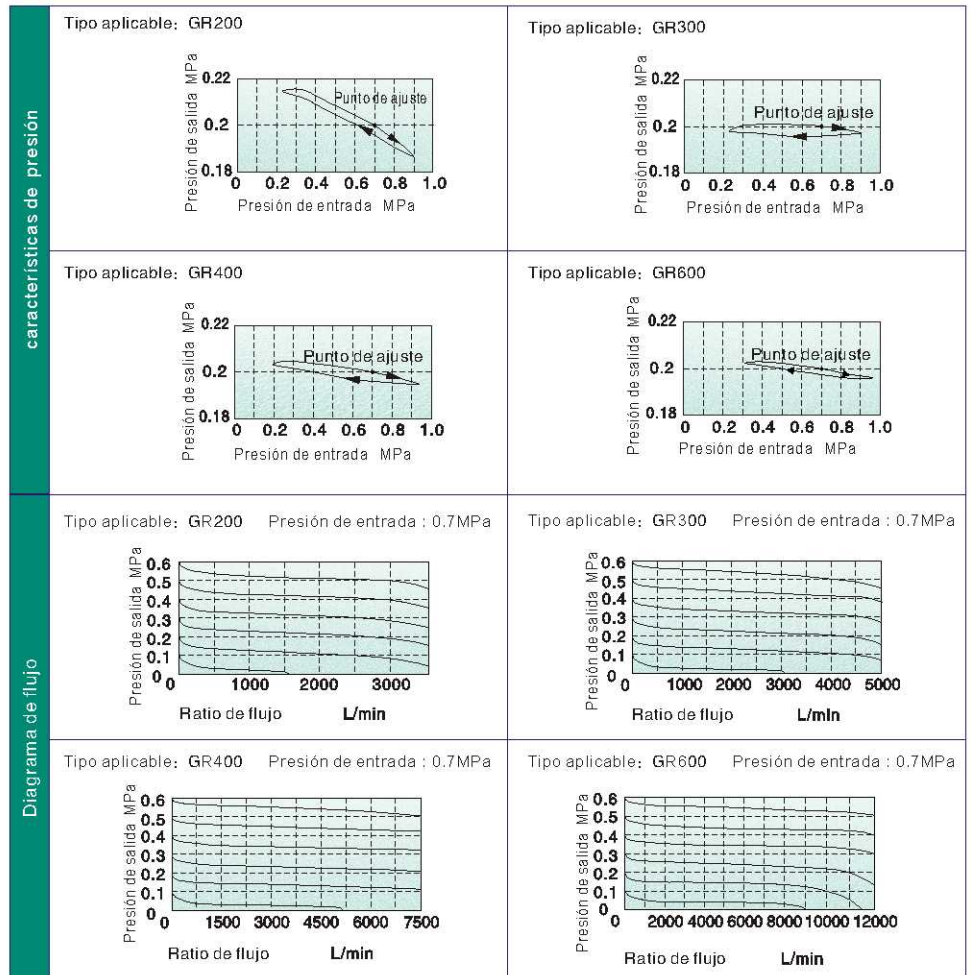 características de presión
Tipo aplicable: GR200
Presión de salida MPa
0.22
0.2
0.18
Punto de ajuste
0 0.2 0.4 0.6 0.8 1.0
Presión de entrada MPa
Tipo aplicable: GR300
Presión de salida MPa
0.22
0.2
0.18
Punto de ajuste
0 0.2 0.4 0.6 0.8 1.0
Presión de entrada MPa
Tipo aplicable: GR400
Presión de salida MPa
0.22
0.2
0.18
Punto de ajuste
0 0.2 0.4 0.6 0.8 1.0
Presión de entrada MPa
Tipo aplicable: GR600
Presión de salida MPa
0.22
0.2
0.18
Punto de ajuste
0 0.2 0.4 0.6 0.8 1.0
Presión de entrada MPa
Diagrama de flujo
Tipo aplicable: GR200 Presión de entrada : 0.7MPa
Presión de salida MPa
0.6
0.5
0.4
0.3
0.2
0.1
0
0 1000 2000 3000
Ratio de flujo L/min
Tipo aplicable: GR300 Presión de entrada : 0.7MPa
Presión de salida MPa
0.6
0.5
0.4
0.3
0.2
0.1
0
0 1000 2000 3000 4000 5000
Ratio de flujo L/min
Tipo aplicable: GR400 Presión de entrada : 0.7MPa
Presión de salida MPa
0.6
0.5
0.4
0.3
0.2
0.1
0
0 1500 3000 4500 6000 7500
Ratio de flujo L/min
Tipo aplicable: GR600 Presión de entrada : 0.7MPa
Presión de salida MPa
0.6
0.5
0.4
0.3
0.2
0.1
0
0 2000 4000 6000 8000 10000 12000
Ratio de flujo L/min